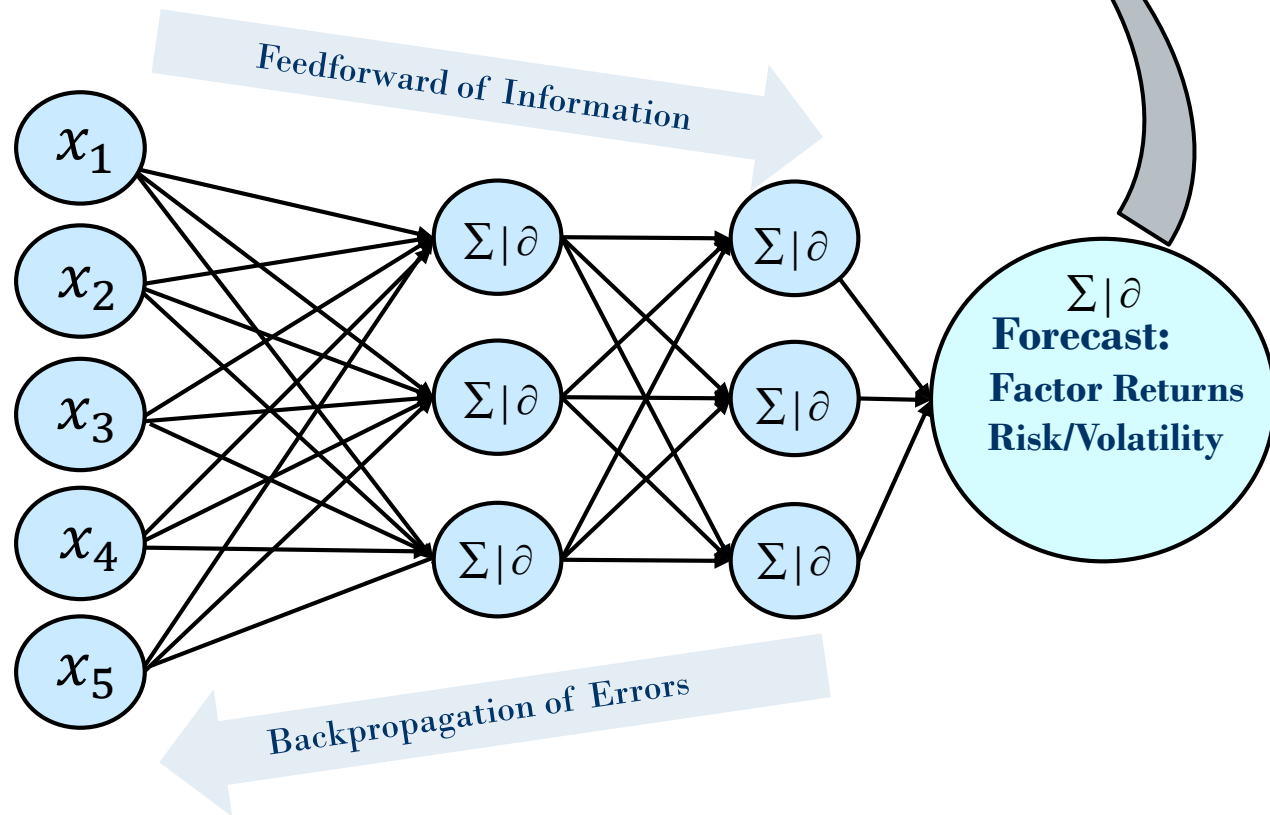 Feedforward of Information
x₁
x₂
x₃
x₄
x₅
Σ|∂
Σ|∂
Σ|∂
Σ|∂
Σ|∂
Σ|∂
Σ|∂
Forecast:
Factor Returns
Risk/Volatility
Backpropagation of Errors